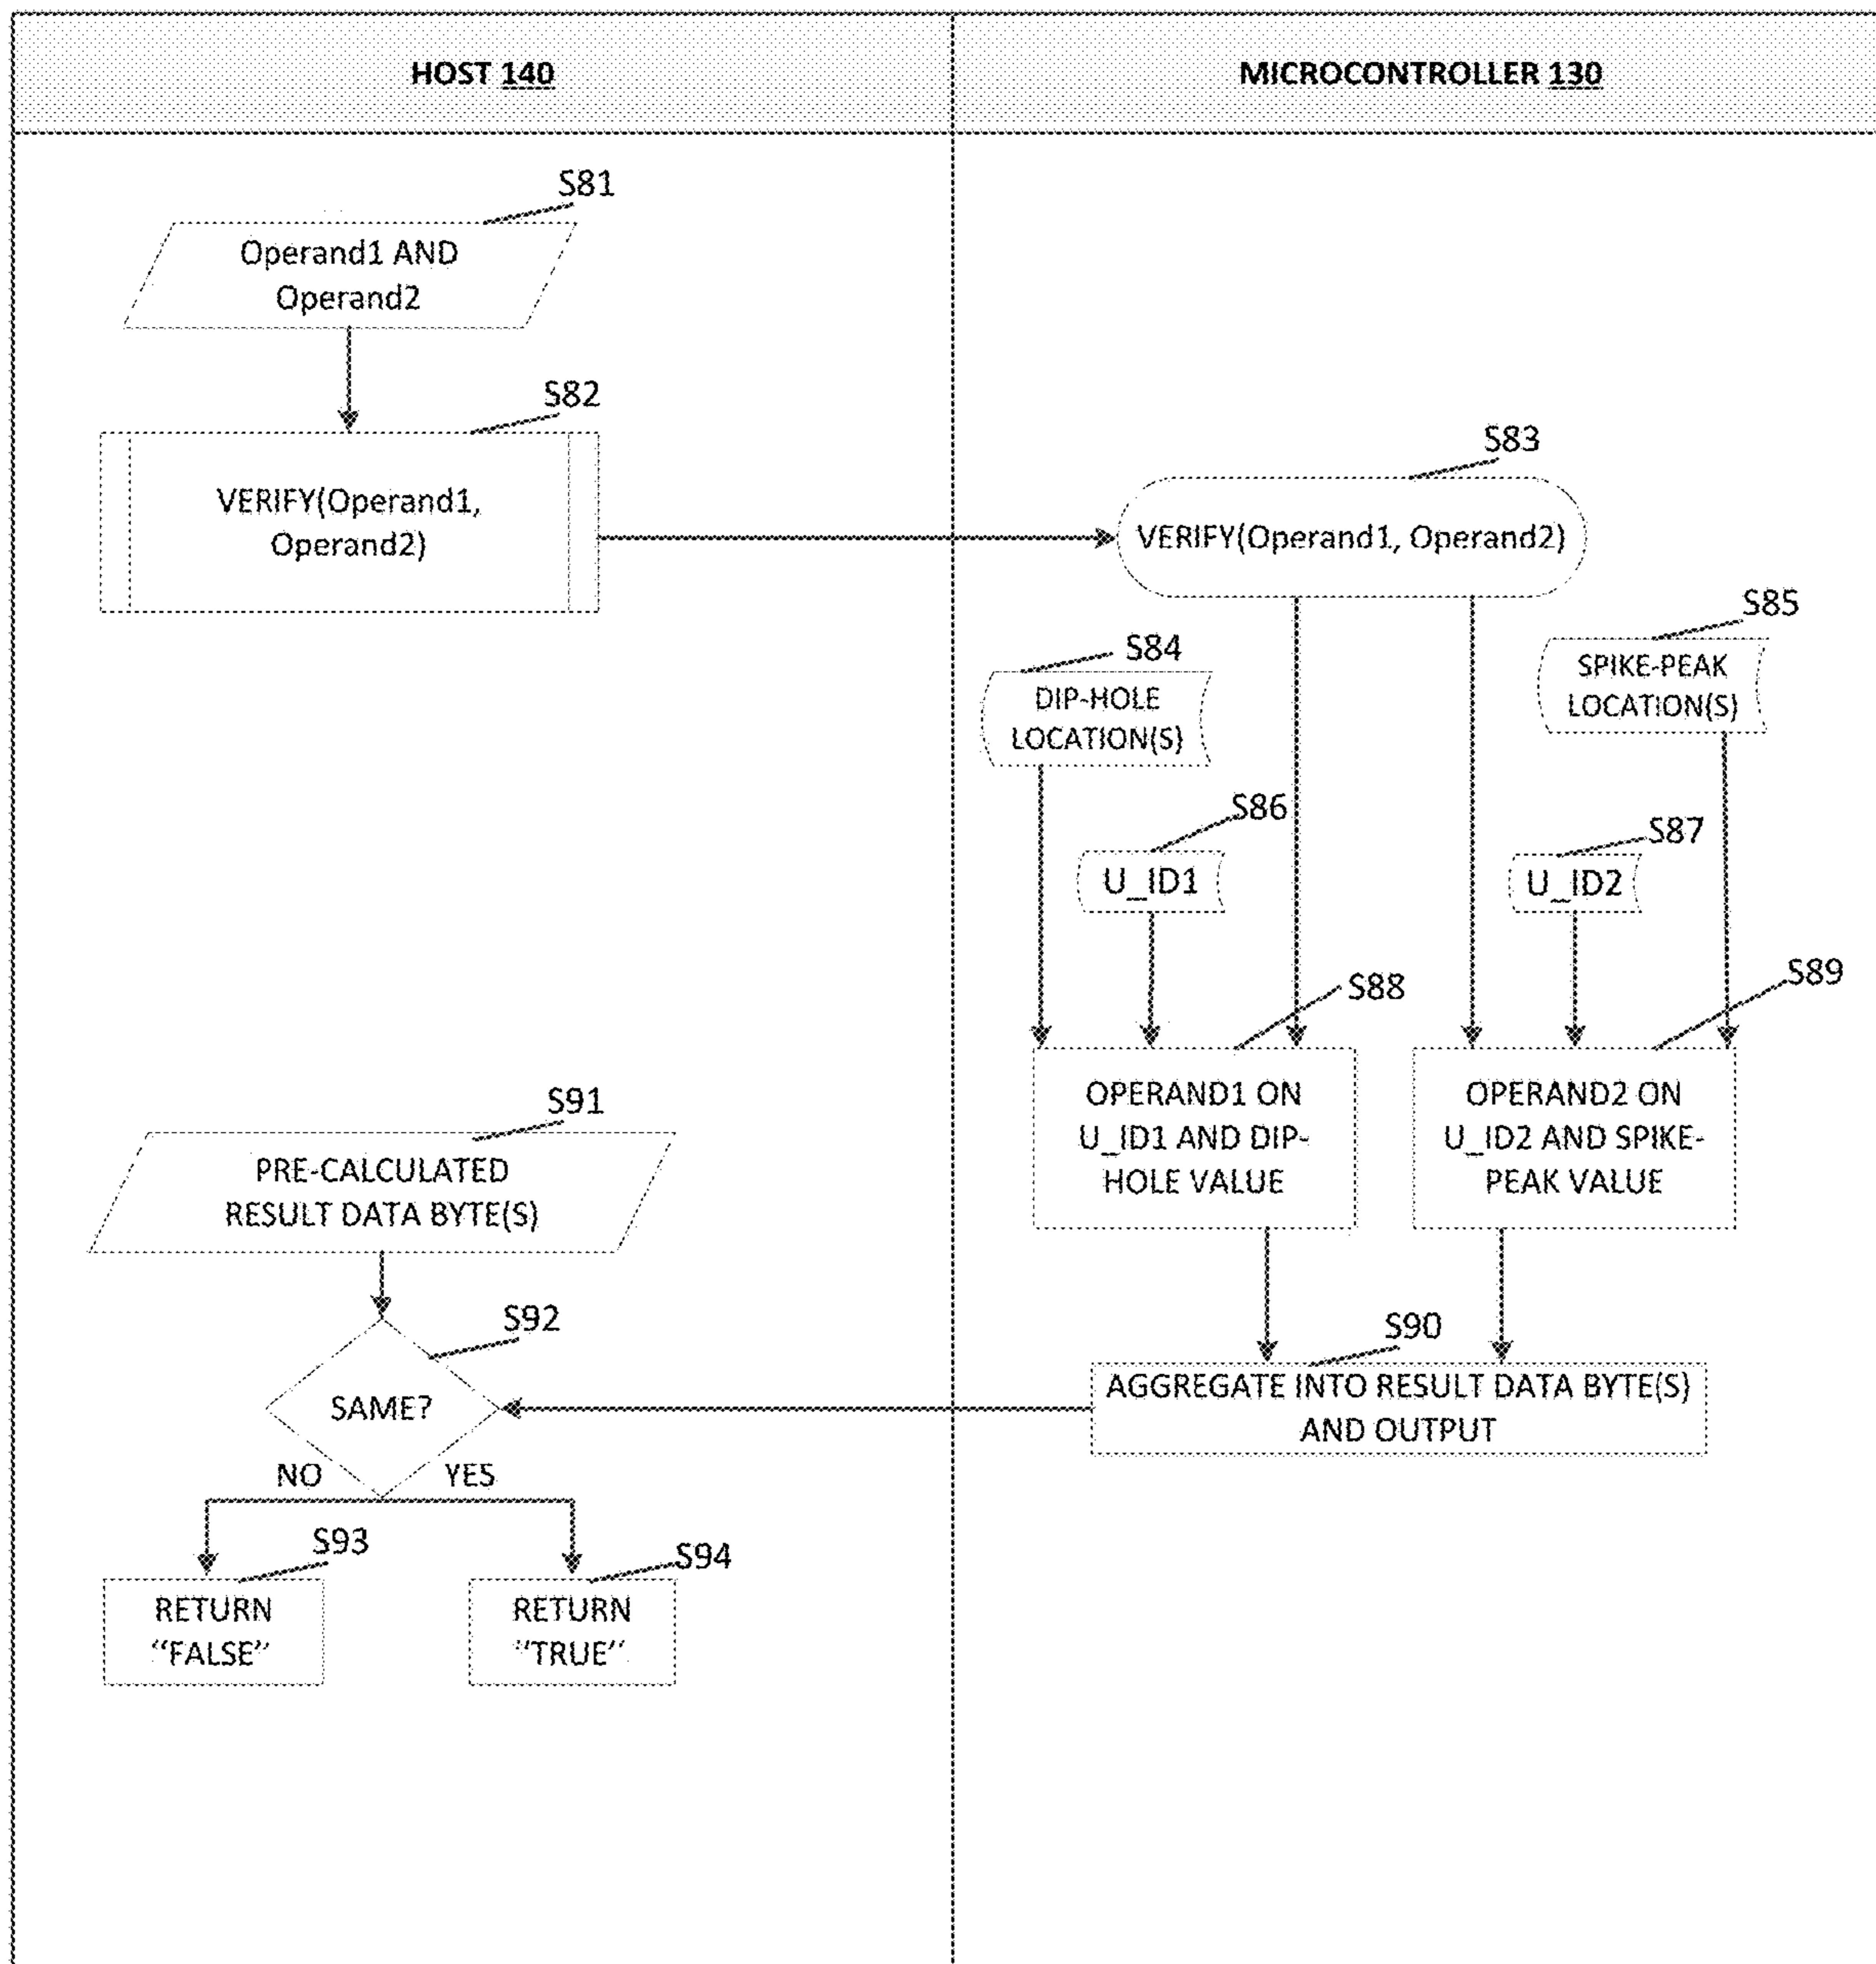 HOST 140
MICROCONTROLLER 130
S81
Operand1 AND
Operand2
S82
VERIFY(Operand1,
Operand2)
S83
VERIFY(Operand1, Operand2)
S84
DIP-HOLE
LOCATION(S)
S85
SPIKE-PEAK
LOCATION(S)
S86
U_ID1
S87
U_ID2
S88
OPERAND1 ON
U_ID1 AND DIP-
HOLE VALUE
S89
OPERAND2 ON
U_ID2 AND SPIKE-
PEAK VALUE
S90
AGGREGATE INTO RESULT DATA BYTE(S)
AND OUTPUT
S91
PRE-CALCULATED
RESULT DATA BYTE(S)
S92
SAME?
NO
YES
S93
RETURN
"FALSE"
S94
RETURN
"TRUE"